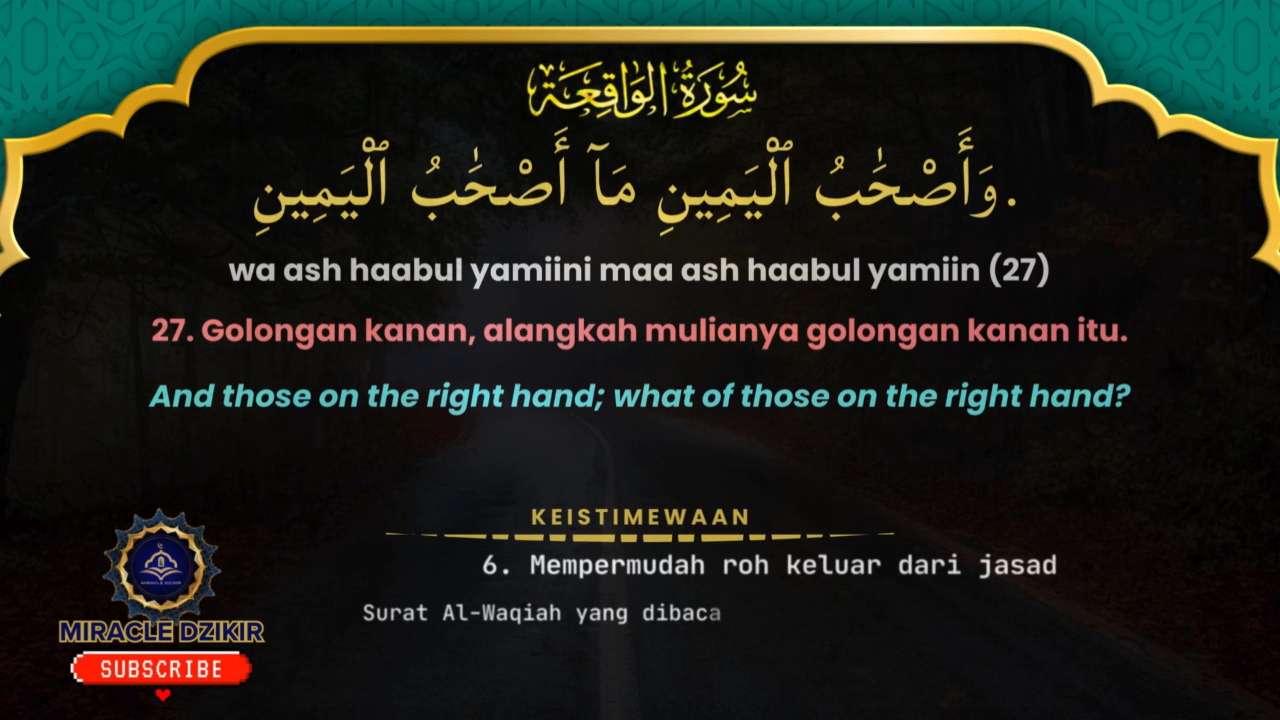 سُورَةُ الوَاقِعَة
وَأَصْحَٰبُ ٱلْيَمِينِ مَآ أَصْحَٰبُ ٱلْيَمِينِ.
wa ash haabul yamiini maa ash haabul yamiin (27)
27. Golongan kanan, alangkah mulianya golongan kanan itu.
And those on the right hand; what of those on the right hand?
KEISTIMEWAAN
6. Mempermudah roh keluar dari jasad
Surat Al-Waqiah yang dibaca
MIRACLE DZIKIR
MIRACLE DZIKIR
SUBSCRIBE